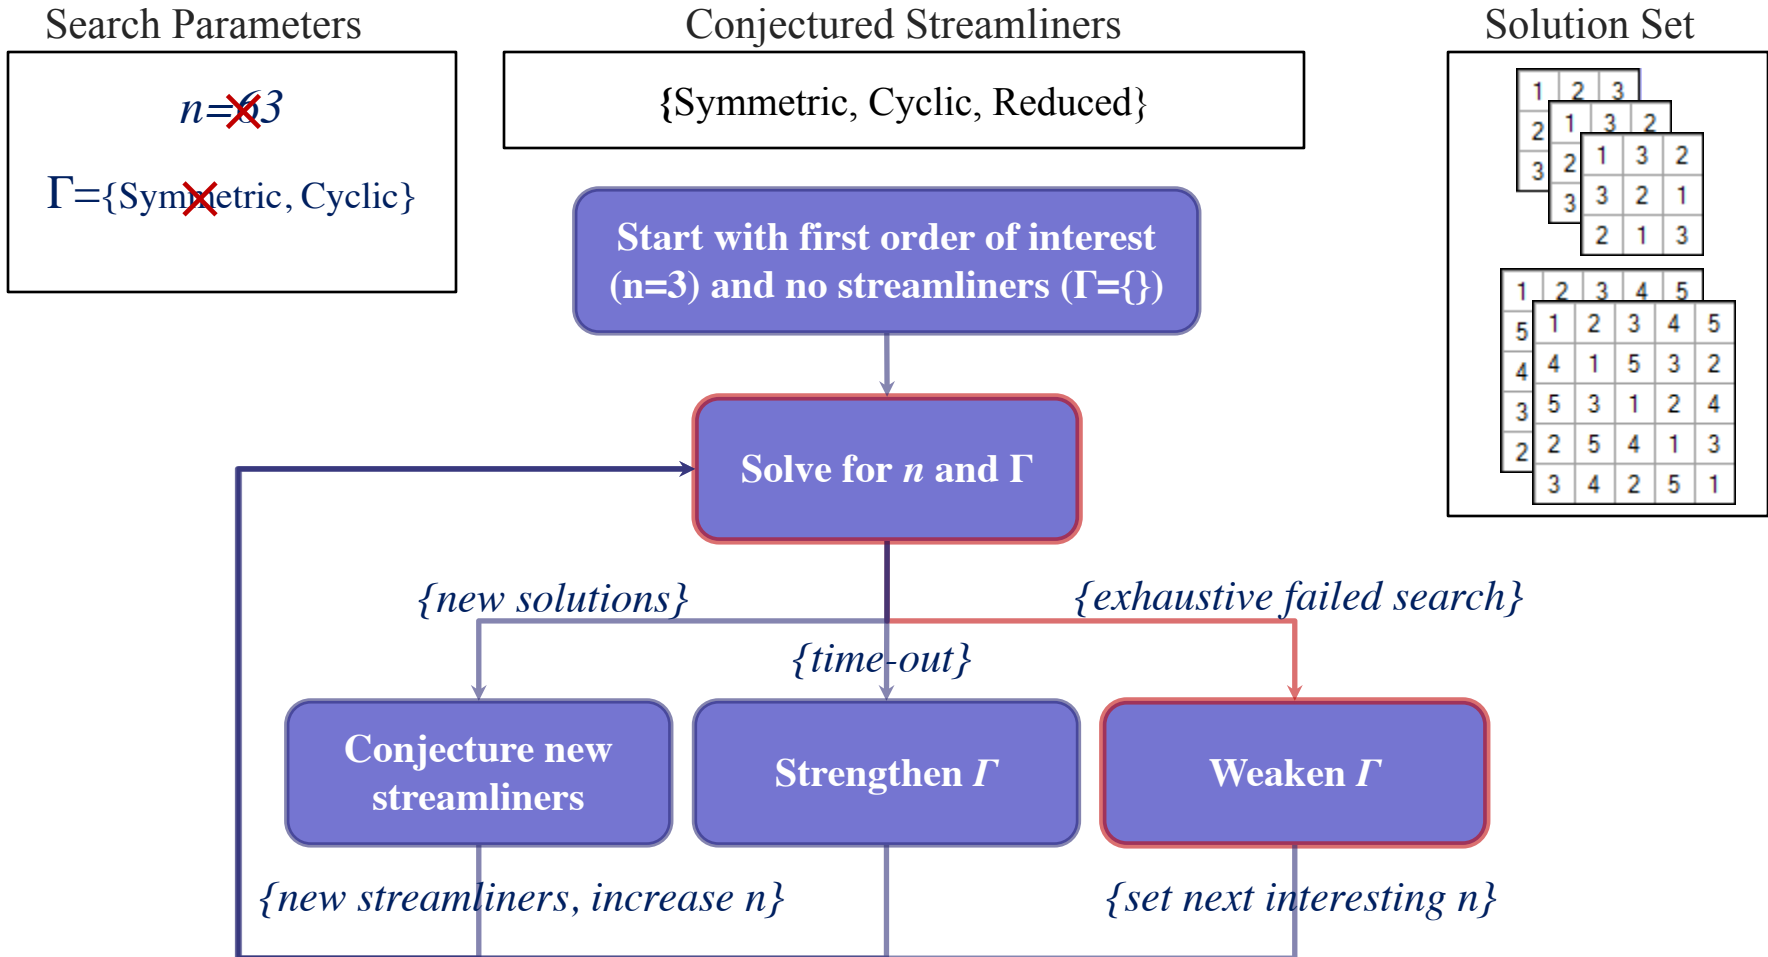 Search Parameters
Conjectured Streamliners
Solution Set
n=63
Γ={Symmetric, Cyclic}
{Symmetric, Cyclic, Reduced}
1 2 3
2
3
1 3 2
2
3
1 3 2
3 2 1
2 1 3
1 2 3 4 5
5
4
3
2
1 2 3 4 5
4 1 5 3 2
5 3 1 2 4
2 5 4 1 3
3 4 2 5 1
Start with first order of interest
(n=3) and no streamliners (Γ={})
Solve for n and Γ
{new solutions}
{time-out}
{exhaustive failed search}
Conjecture new
streamliners
Strengthen Γ
Weaken Γ
{new streamliners, increase n}
{set next interesting n}